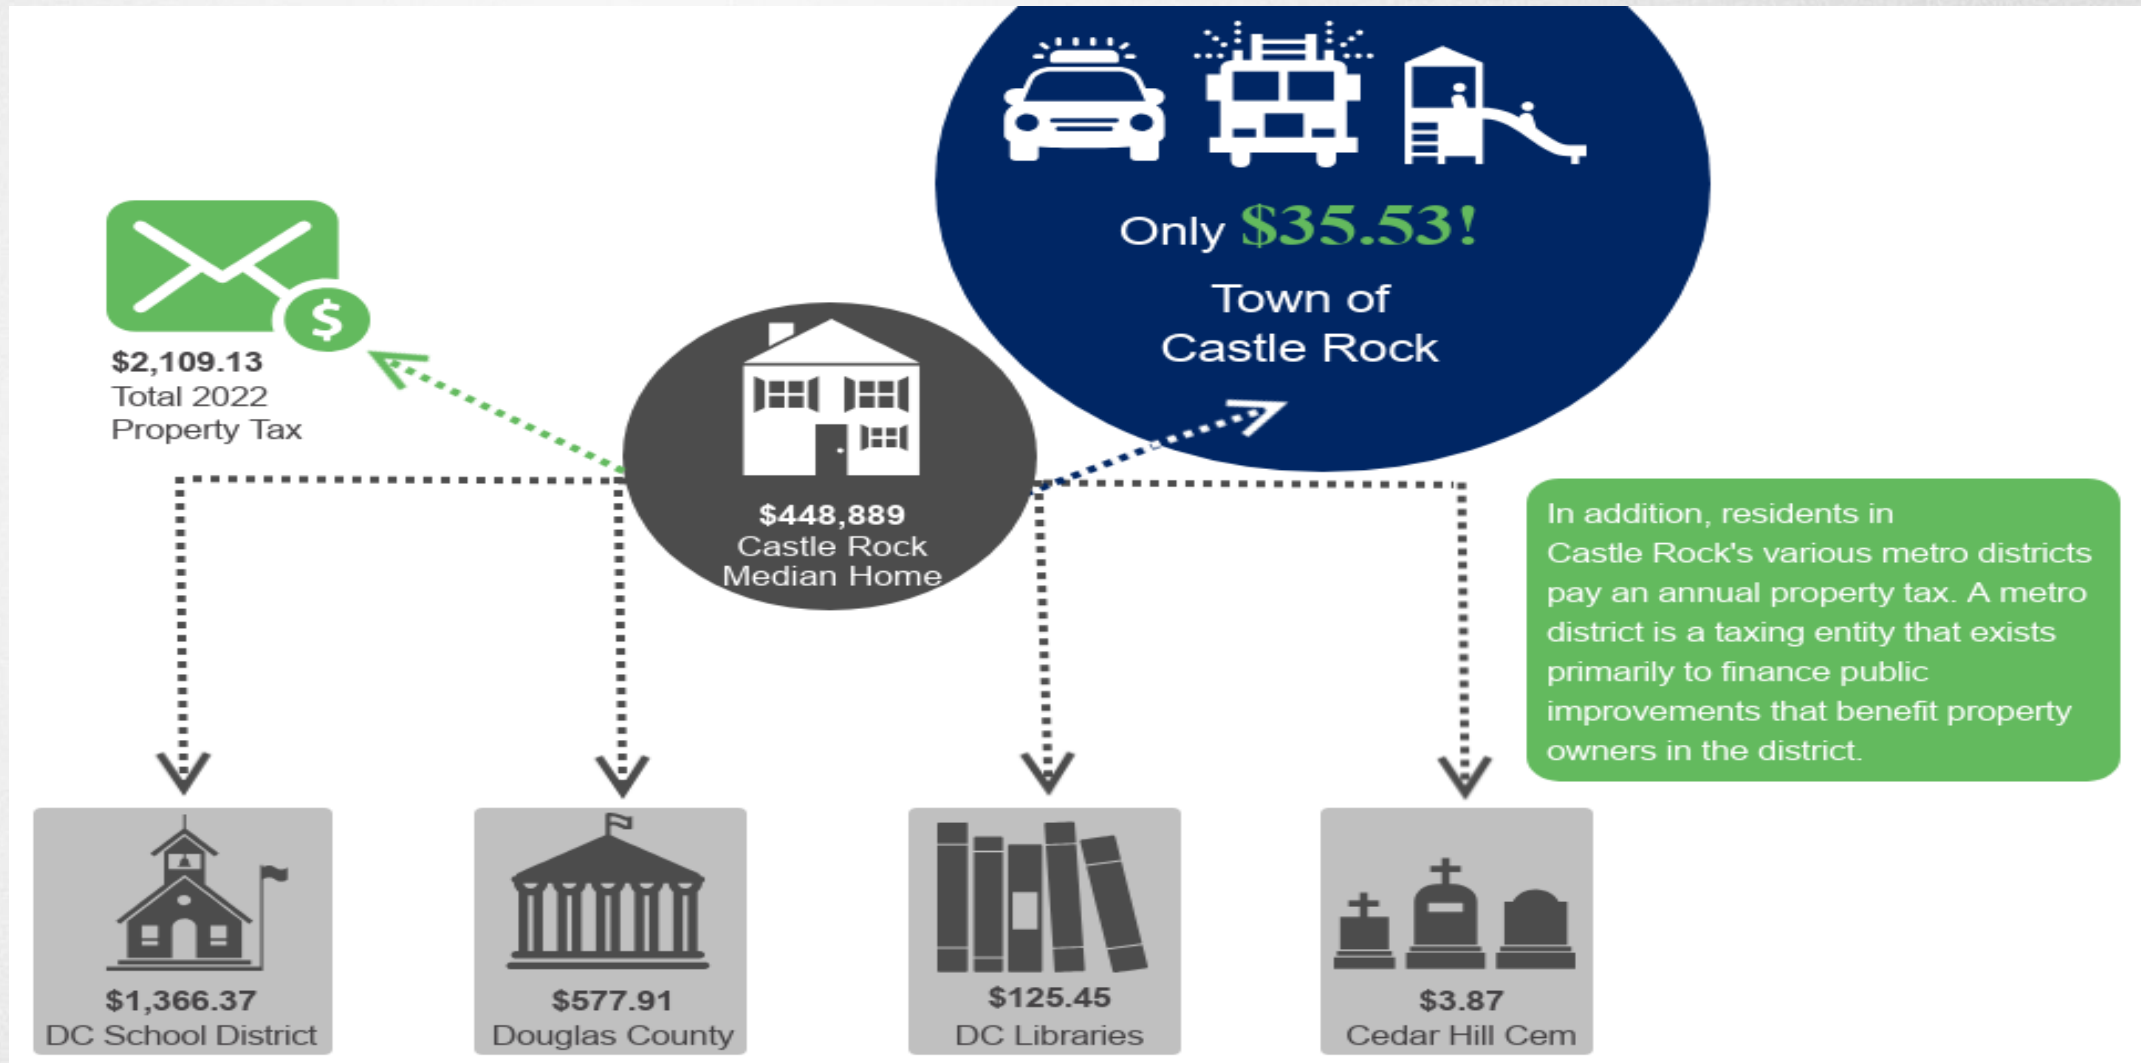 Only $35.53!
Town of
Castle Rock
$
$2,109.13
Total 2022
Property Tax
$448,889
Castle Rock
Median Home
In addition, residents in
Castle Rock's various metro districts
pay an annual property tax. A metro
district is a taxing entity that exists
primarily to finance public
improvements that benefit property
owners in the district.
$1,366.37
DC School District
$577.91
Douglas County
$125.45
DC Libraries
$3.87
Cedar Hill Cem